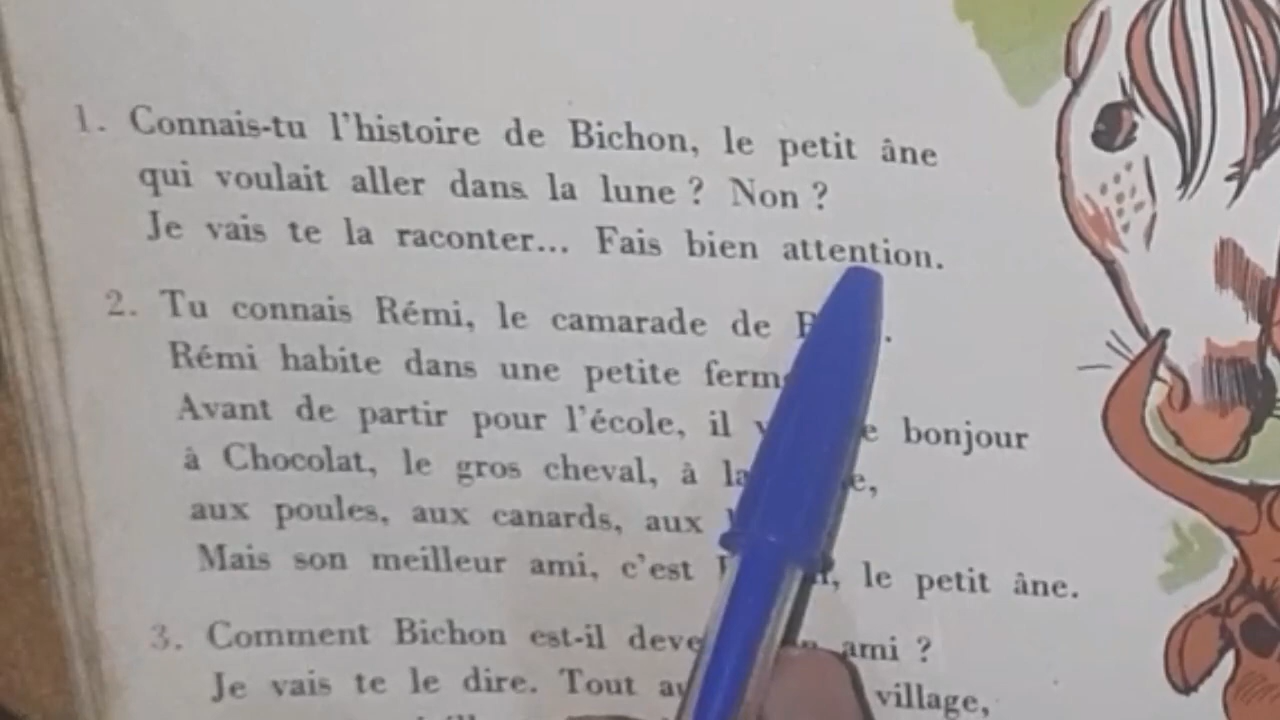 1. Connais-tu l'histoire de Bichon, le petit âne
qui voulait aller dans la lune ? Non ?
Je vais te la raconter... Fais bien attention.
2. Tu connais Rémi, le camarade de
Rémi habite dans une petite ferme
Avant de partir pour l'école, il bonjour
à Chocolat, le gros cheval, à la
aux poules, aux canards, aux
Mais son meilleur ami, c'est le petit âne.
3. Comment Bichon est-il ami ?
Je vais te le dire. Tout village,